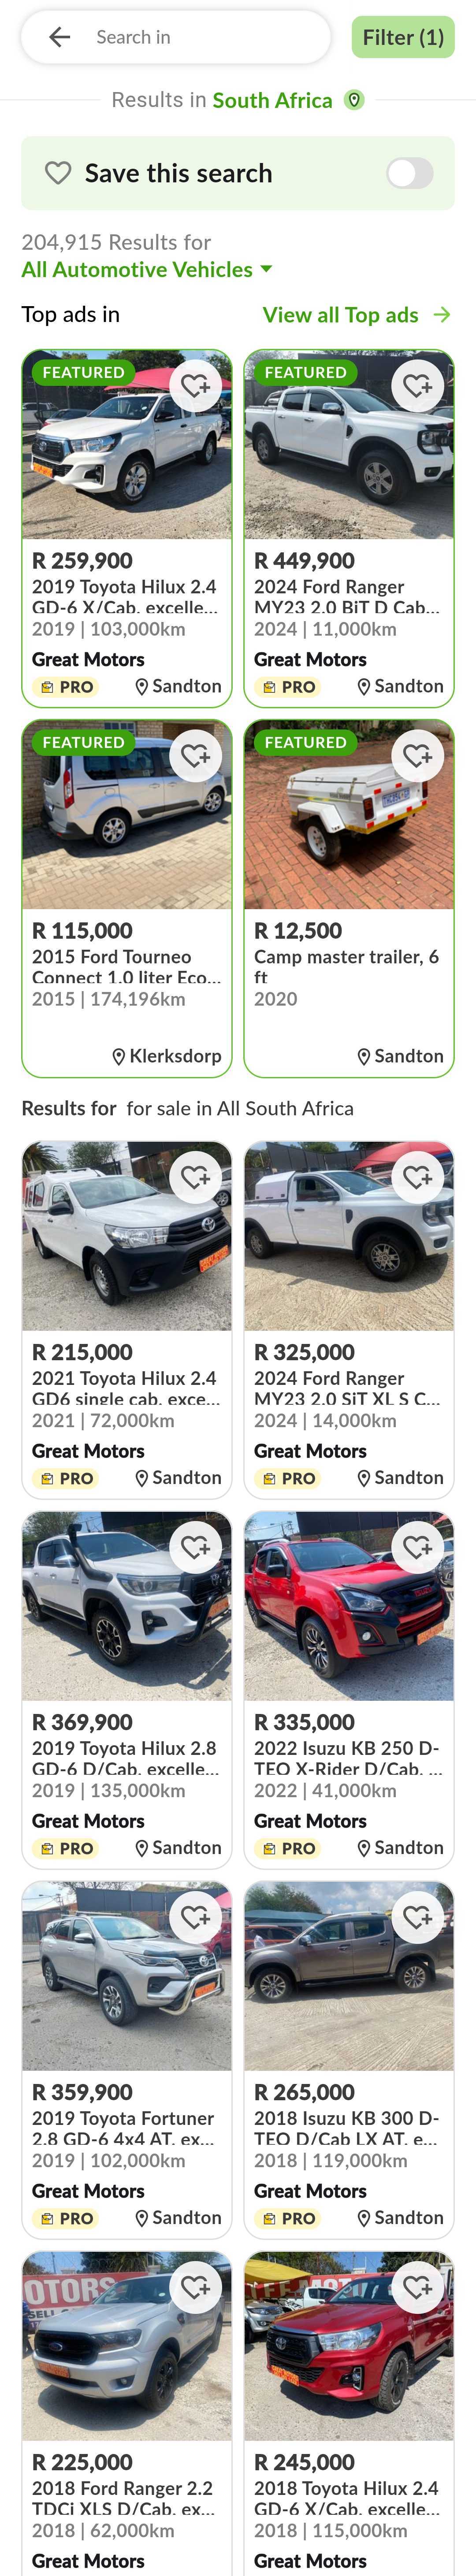 Search in
Filter (1)
Results in South Africa
Save this search
204,915 Results for
All Automotive Vehicles
Top ads in
View all Top ads
FEATURED
R 259,900
2019 Toyota Hilux 2.4
GD-6 X/Cab, excelle...
2019 | 103,000km
Great Motors
PRO
Sandton
FEATURED
R 449,900
2024 Ford Ranger
MY23 2.0 BiT D Cab...
2024 | 11,000km
Great Motors
PRO
Sandton
FEATURED
R 115,000
2015 Ford Tourneo
Connect 1.0 liter Eco...
2015 | 174,196km
Klerksdorp
FEATURED
R 12,500
Camp master trailer, 6
ft
2020
Sandton
Results for for sale in All South Africa
R 215,000
2021 Toyota Hilux 2.4
GD6 single cab, exce...
2021 | 72,000km
Great Motors
PRO
Sandton
R 325,000
2024 Ford Ranger
MY23 2.0 SiT XL S C...
2024 | 14,000km
Great Motors
PRO
Sandton
R 369,900
2019 Toyota Hilux 2.8
GD-6 D/Cab, excelle...
2019 | 135,000km
Great Motors
PRO
Sandton
R 335,000
2022 Isuzu KB 250 D-
TEQ X-Rider D/Cab, ...
2022 | 41,000km
Great Motors
PRO
Sandton
R 359,900
2019 Toyota Fortuner
2.8 GD-6 4x4 AT, ex...
2019 | 102,000km
Great Motors
PRO
Sandton
R 265,000
2018 Isuzu KB 300 D-
TEQ D/Cab LX AT, e...
2018 | 119,000km
Great Motors
PRO
Sandton
OTORS
R 225,000
2018 Ford Ranger 2.2
TDCi XLS D/Cab, ex...
2018 | 62,000km
Great Motors
R 245,000
2018 Toyota Hilux 2.4
GD-6 X/Cab, excelle...
2018 | 115,000km
Great Motors